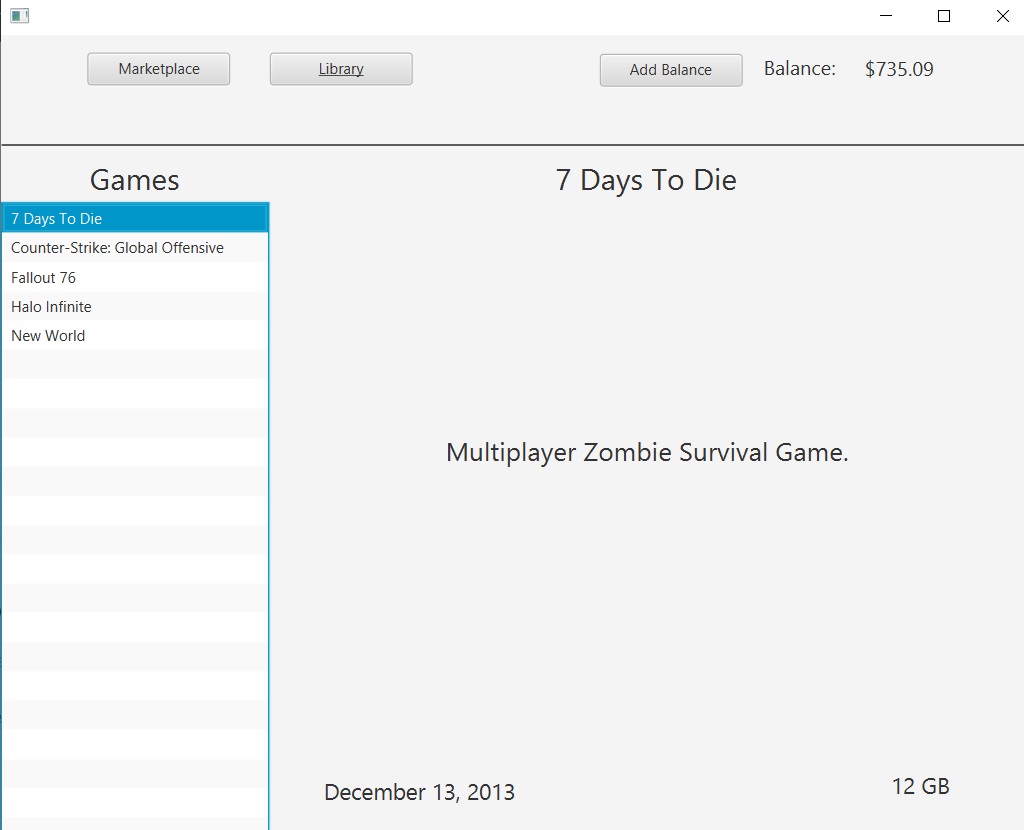 Marketplace
Library
Add Balance
Balance:
$735.09
Games
7 Days To Die
7 Days To Die
Counter-Strike: Global Offensive
Fallout 76
Halo Infinite
New World
Multiplayer Zombie Survival Game.
December 13, 2013
12 GB